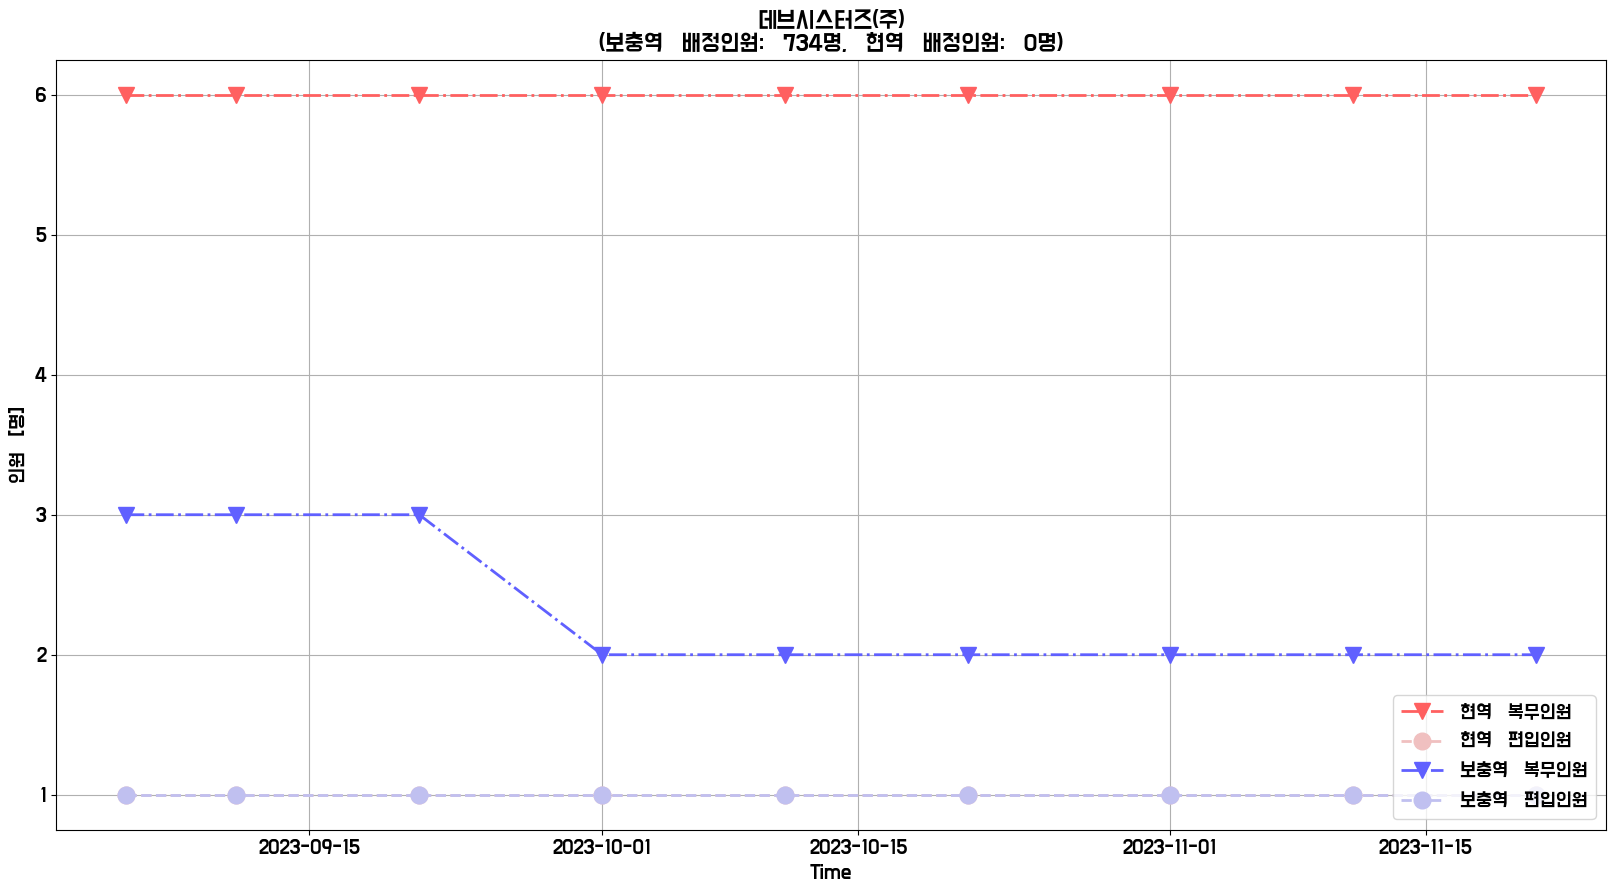 데브시스터즈(주)
(보충역 배정인원: 734명, 현역 배정인원: 0명)
인원 [명]
6
5
4
3
2
1
현역 복무인원
현역 편입인원
보충역 복무인원
보충역 편입인원
2023-09-15 2023-10-01 2023-10-15 2023-11-01 2023-11-15
Time